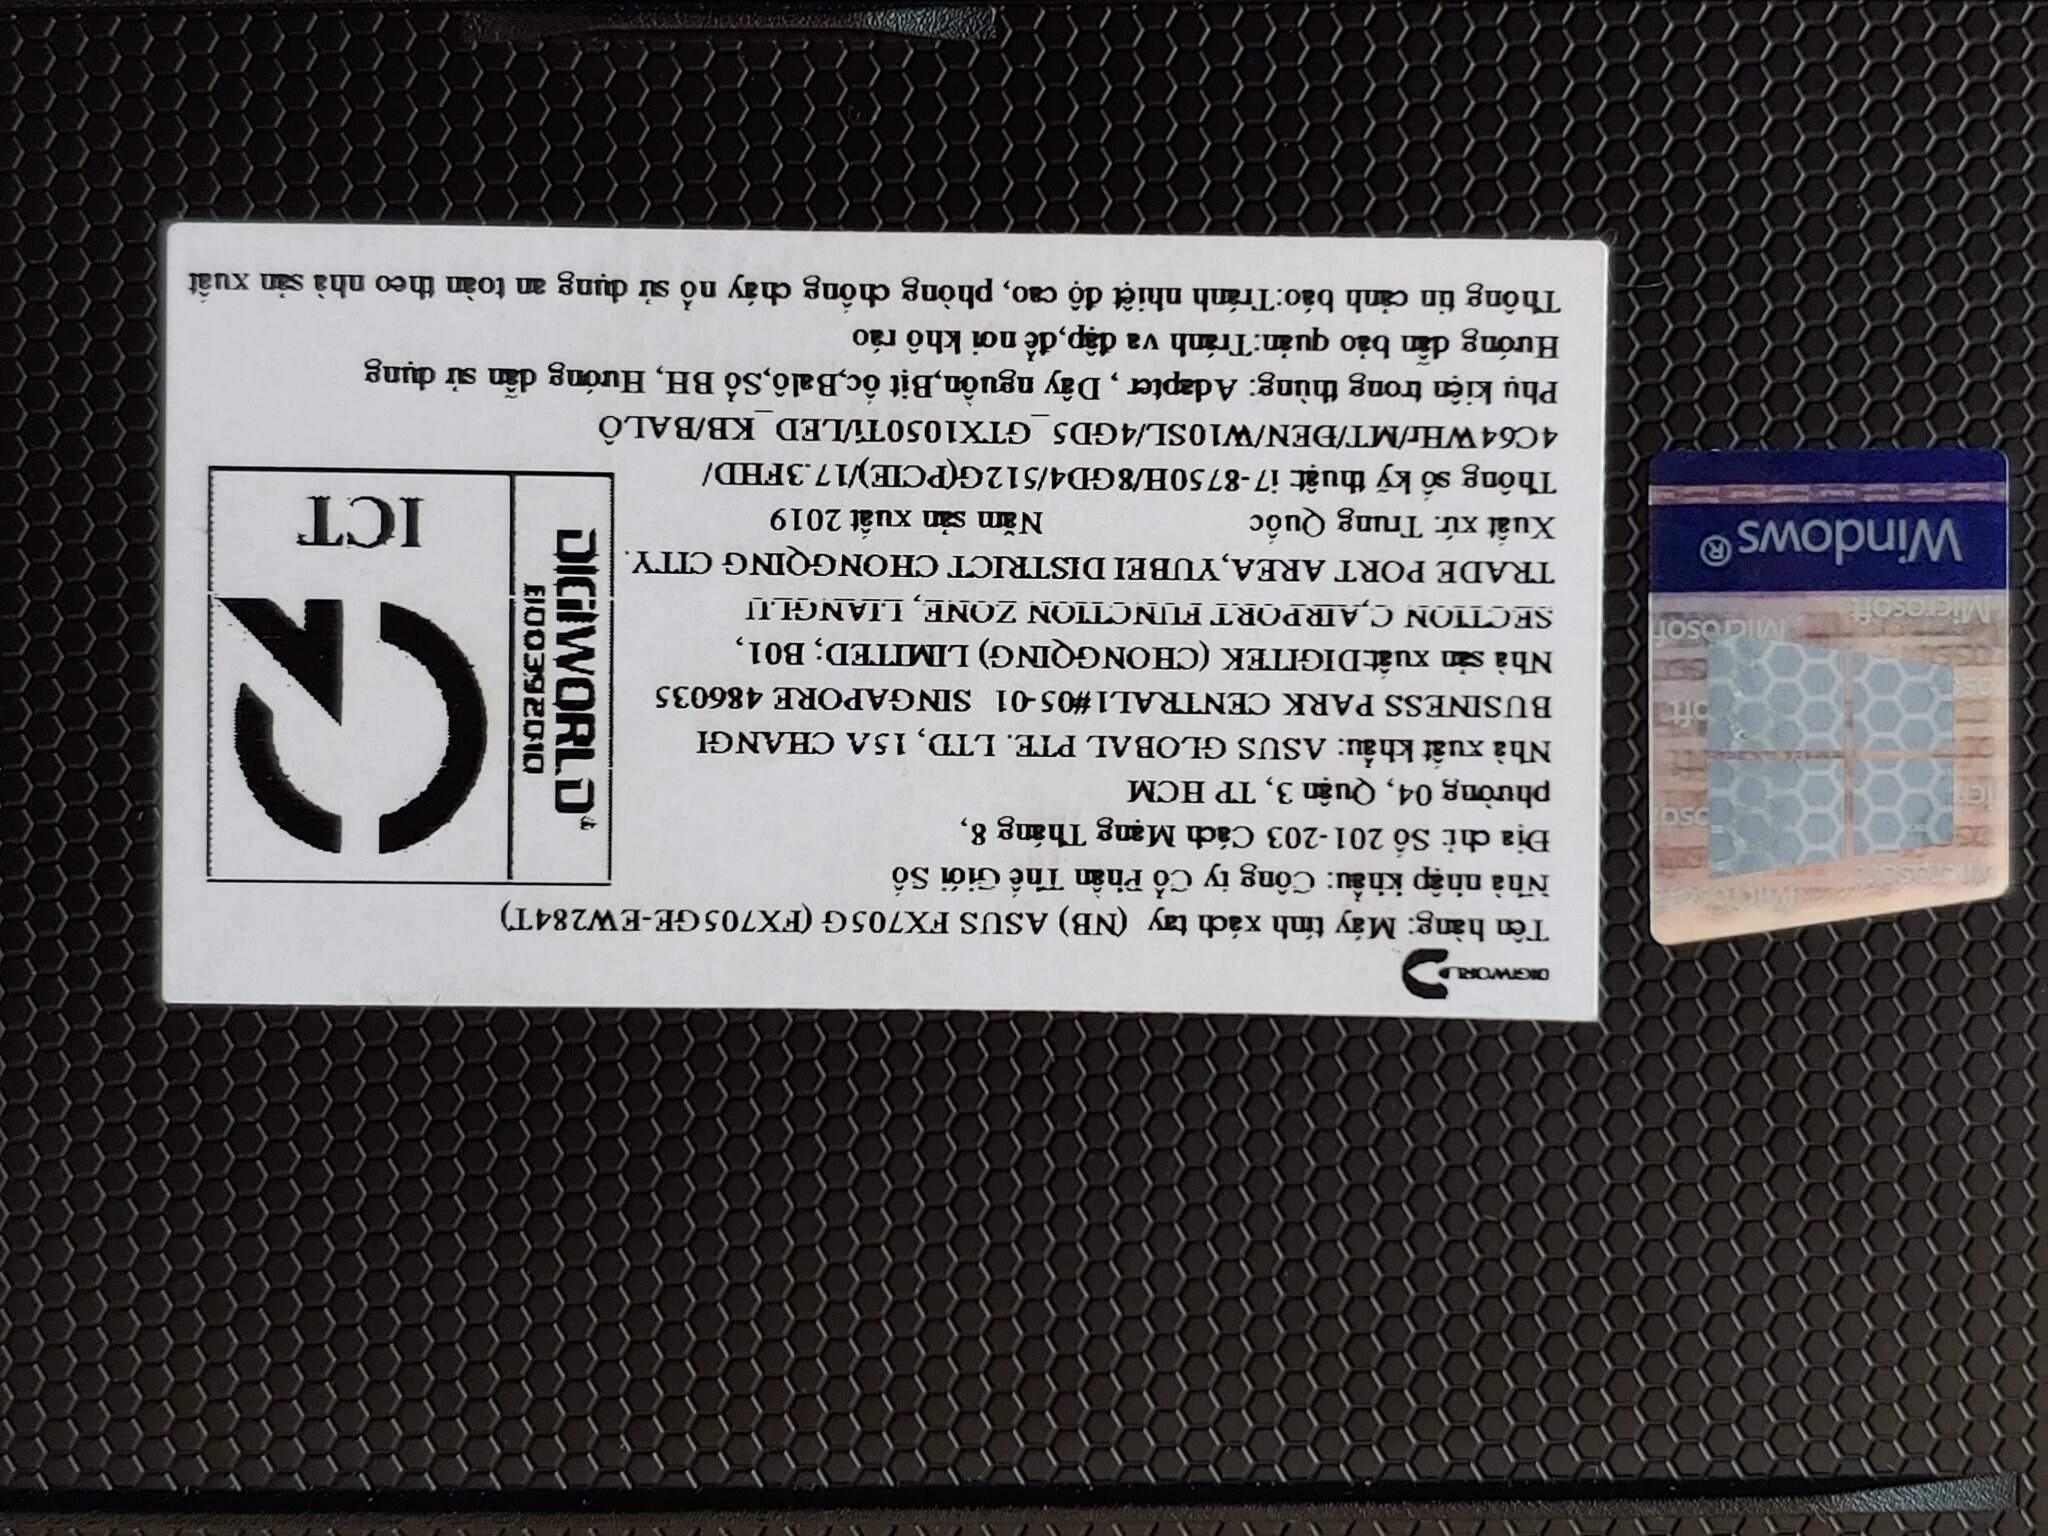 DIGIWORLD
Tên hàng: Máy tính xách tay (NB) ASUS FX705G (FX705GE-EW284T)
Nhà nhập khẩu: Công ty Cổ Phần Thế Giới Số
Địa chỉ: Số 201-203 Cách Mạng Tháng 8,
phường 04, Quận 3, TP HCM
Nhà xuất khẩu: ASUS GLOBAL PTE. LTD, 15A CHANGI
BUSINESS PARK CENTRAL1#05-01 SINGAPORE 486035
Nhà sản xuất:DIGITEK (CHONGQING) LIMITED; B01,
SECTION C,AIRPORT FUNCTION ZONE, LIANGLU
TRADE PORT AREA,YUBEI DISTRICT CHONGQING CITY.
Xuất xứ: Trung Quốc Năm sản xuất 2019
Thông số kỹ thuật: i7-8750H/8GD4/512G(PCIE)/17.3FHD/
4C64WHr/MT/ĐEN/W10SL/4GD5_GTX1050Ti/LED_KB/BALÔ
Phụ kiện trong thùng: Adapter , Dây nguồn,Bịt ốc,Balô,Sổ BH, Hướng dẫn sử dụng
Hướng dẫn bảo quản:Tránh va đập,để nơi khô ráo
Thông tin cảnh báo:Tránh nhiệt độ cao, phòng chống cháy nổ sử dụng an toàn theo nhà sản xuất
DIGIWORLD
ICT
Microsoft
Microsoft
Windows®